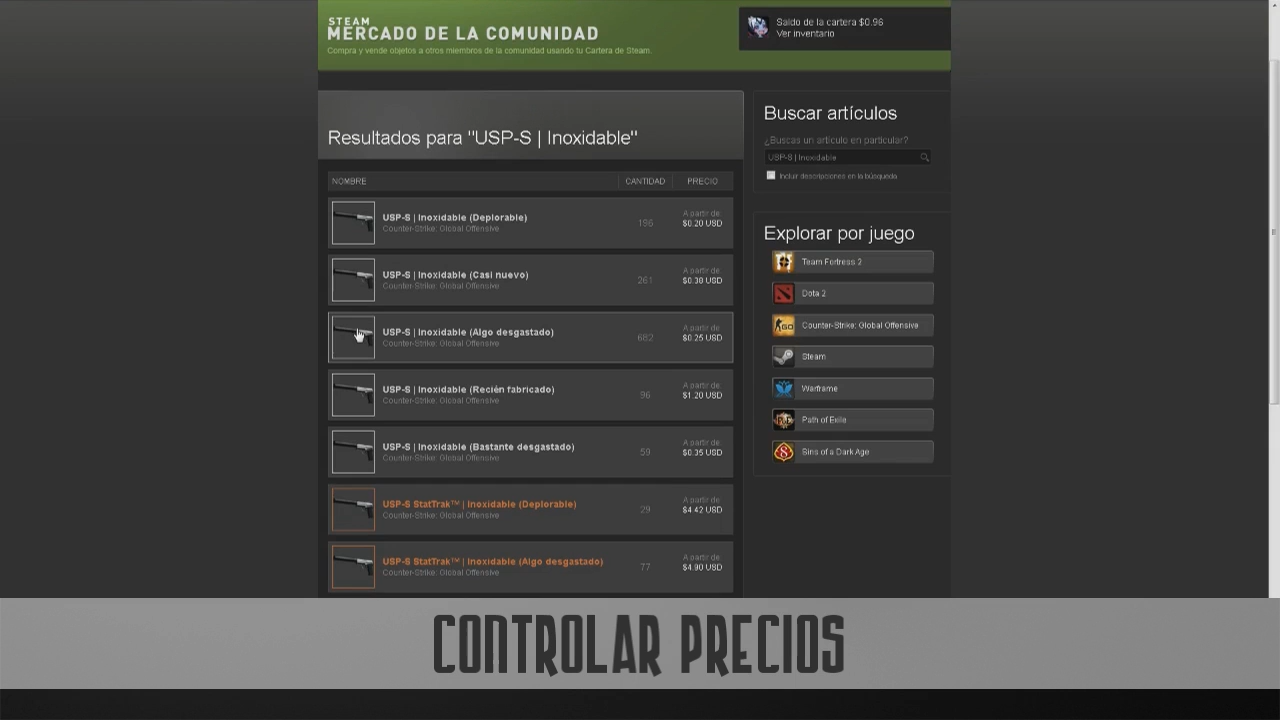 STEAM
MERCADO DE LA COMUNIDAD
Compra y vende objetos a otros miembros de la comunidad usando tu Cartera de Steam.
Saldo de la cartera $0.96
Ver inventario
Resultados para "USP-S | Inoxidable"
NOMBRE CANTIDAD PRECIO
USP-S | Inoxidable (Deplorable)
Counter-Strike: Global Offensive
196
A partir de
$0.20 USD
USP-S | Inoxidable (Casi nuevo)
Counter-Strike: Global Offensive
261
A partir de
$0.38 USD
USP-S | Inoxidable (Algo desgastado)
Counter-Strike: Global Offensive
682
A partir de
$0.25 USD
USP-S | Inoxidable (Recién fabricado)
Counter-Strike: Global Offensive
96
A partir de
$1.20 USD
USP-S | Inoxidable (Bastante desgastado)
Counter-Strike: Global Offensive
59
A partir de
$0.35 USD
USP-S StatTrak™ | Inoxidable (Deplorable)
Counter-Strike: Global Offensive
29
A partir de
$4.42 USD
USP-S StatTrak™ | Inoxidable (Algo desgastado)
Counter-Strike: Global Offensive
77
A partir de
$4.90 USD
Buscar artículos
¿Buscas un artículo en particular?
USP-S | Inoxidable
Incluir descripciones en la búsqueda
Explorar por juego
Team Fortress 2
Dota 2
Counter-Strike: Global Offensive
Steam
Warframe
Path of Exile
Sins of a Dark Age
CONTROLAR PRECIOS